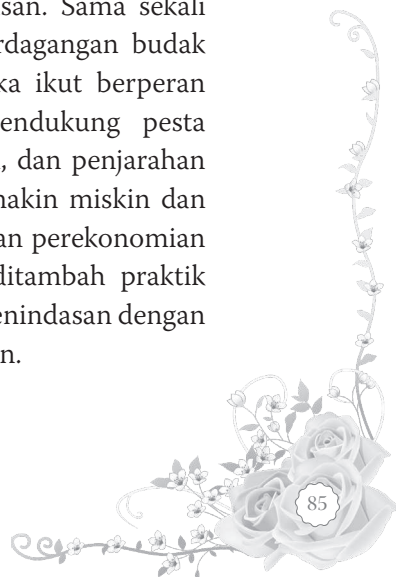 san. Sama sekali
rdagangan budak
ka ikut berperan
endukung pesta
, dan penjarahan
nakin miskin dan
an perekonomian
ditambah praktik
enindasan dengan
n.
85